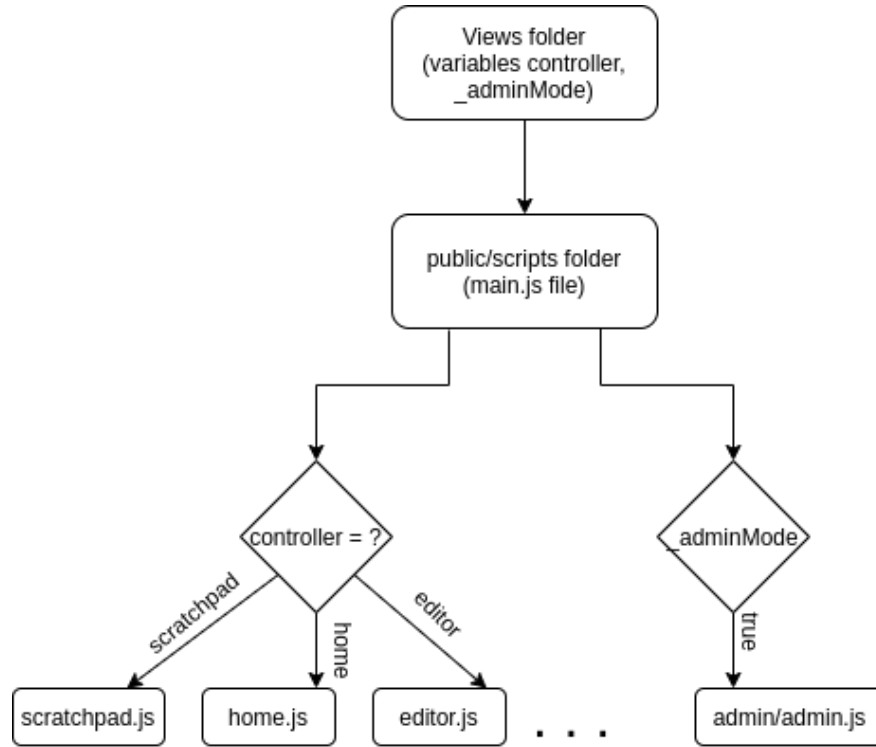 Views folder
(variables controller,
_adminMode)
public/scripts folder
(main.js file)
controller = ?
_adminMode
scratchpad
home
editor
true
scratchpad.js
home.js
editor.js
. . .
admin/admin.js